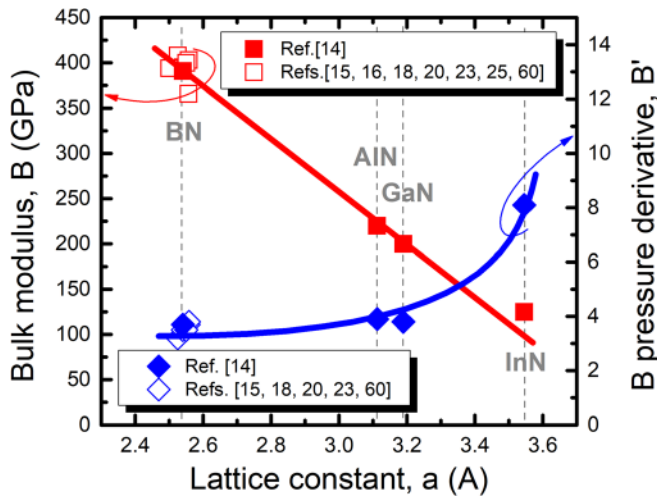 450
400
350
300
250
200
150
100
75
50
25
0
Bulk modulus, B (GPa)
Ref.[14]
Refs.[15, 16, 18, 20, 23, 25, 60]
BN
AlN
GaN
InN
Ref. [14]
Refs. [15, 18, 20, 23, 60]
14
12
10
8
6
4
2
0
B pressure derivative, B'
2.4 2.6 2.8 3.0 3.2 3.4 3.6
Lattice constant, a (A)